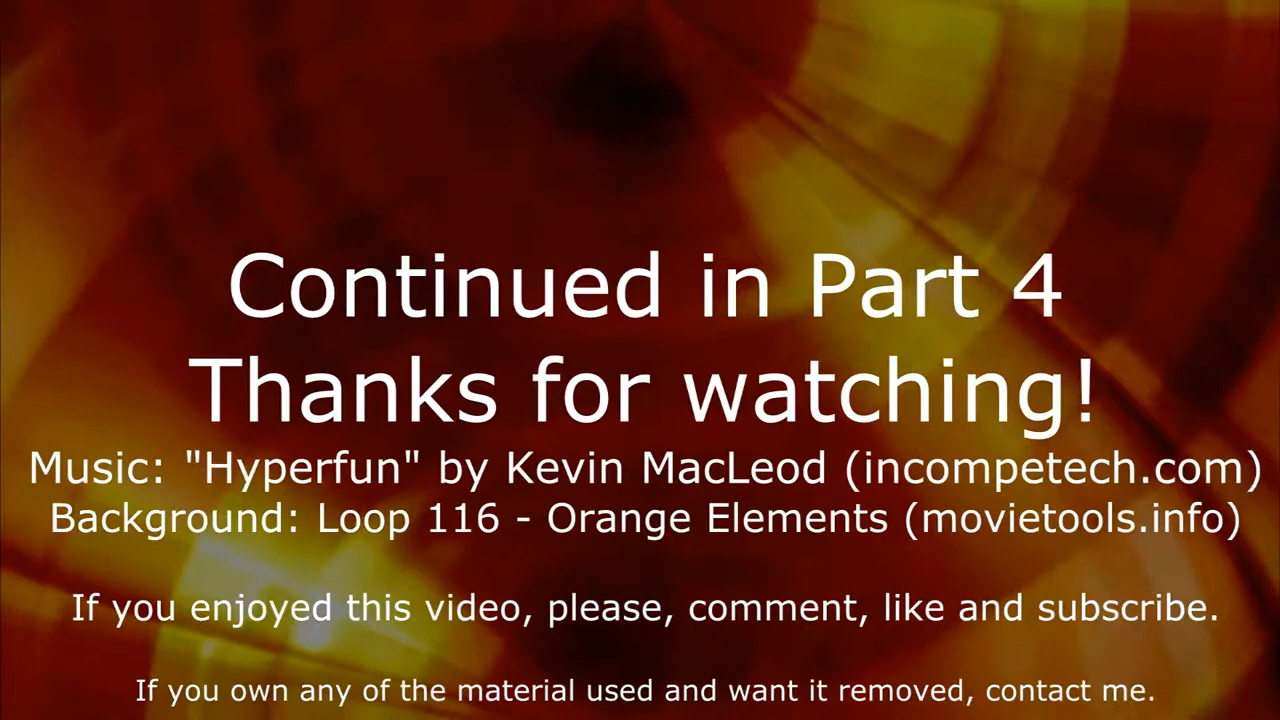 Continued in Part 4
Thanks for watching!
Music: "Hyperfun" by Kevin MacLeod (incompetech.com)
Background: Loop 116 - Orange Elements (movietools.info)
If you enjoyed this video, please, comment, like and subscribe.
If you own any of the material used and want it removed, contact me.